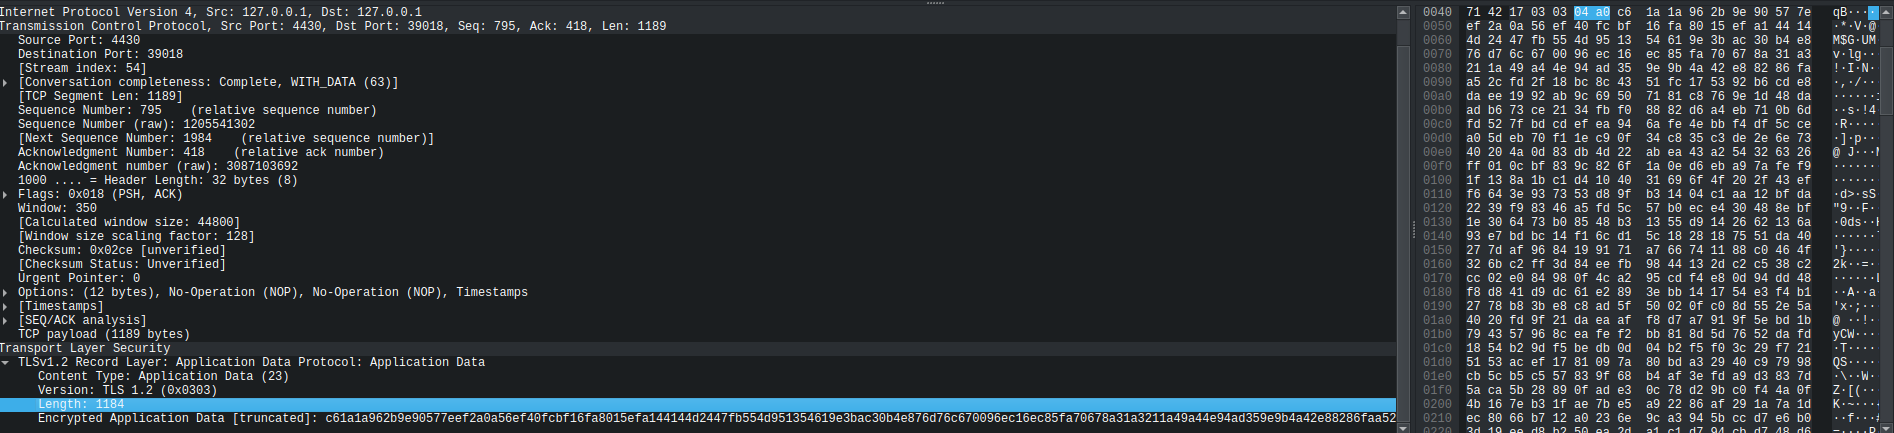 Internet Protocol Version 4, Src: 127.0.0.1, Dst: 127.0.0.1
Transmission Control Protocol, Src Port: 4430, Dst Port: 39018, Seq: 795, Ack: 418, Len: 1189
Source Port: 4430
Destination Port: 39018
[Stream index: 54]
[Conversation completeness: Complete, WITH_DATA (63)]
[TCP Segment Len: 1189]
Sequence Number: 795    (relative sequence number)
Sequence Number (raw): 1205541302
[Next Sequence Number: 1984    (relative sequence number)]
Acknowledgment Number: 418    (relative ack number)
Acknowledgment number (raw): 3087103692
1000 .... = Header Length: 32 bytes (8)
Flags: 0x018 (PSH, ACK)
Window: 350
[Calculated window size: 44800]
[Window size scaling factor: 128]
Checksum: 0x02ce [unverified]
[Checksum Status: Unverified]
Urgent Pointer: 0
Options: (12 bytes), No-Operation (NOP), No-Operation (NOP), Timestamps
[Timestamps]
[SEQ/ACK analysis]
TCP payload (1189 bytes)
Transport Layer Security
TLSv1.2 Record Layer: Application Data Protocol: Application Data
Content Type: Application Data (23)
Version: TLS 1.2 (0x0303)
Length: 1184
Encrypted Application Data [truncated]: c61a1a962b9e90577eef2a0a56ef40fcbf16fa8015efa144144d2447fb554d951354619e3bac30b4e876d76c670096ec16ec85fa70678a31a3211a49a44e94ad359e9b4a42e88286faa52
0040 71 42 17 03 03 04 a0 c6 1a 1a 96 2b 9e 90 57 7e qB···
0050 ef 2a 0a 56 ef 40 fc bf 16 fa 80 15 ef a1 44 14 ·*·V·@
0060 4d 24 47 fb 55 4d 95 13 54 61 9e 3b ac 30 b4 e8 M$G·UM
0070 76 d7 6c 67 00 96 ec 16 ec 85 fa 70 67 8a 31 a3 v·lg··
0080 21 1a 49 a4 4e 94 ad 35 9e 9b 4a 42 e8 82 86 fa !·I·N·
0090 a5 2c fd 2f 18 bc 8c 43 51 fc 17 53 92 b6 cd e8 ·,·/··
00a0 da ee 19 92 ab 9c 69 50 71 81 c8 76 9e 1d 48 da ······
00b0 ad b6 73 ce 21 34 fb f0 88 82 d6 a4 eb 71 0b 6d ··s·!4
00c0 fd 52 7f bd cd ef ea 94 6a fe 4e bb f4 df 5c ce ·R····
00d0 a0 5d eb 70 f1 1e c9 0f 34 c8 35 c3 de 2e 6e 73 ·]·p··
00e0 40 20 4a 0d 83 db 4d 22 ab ea 43 a2 54 32 63 26 @ J···M
00f0 ff 01 0c bf 83 9c 82 6f 1a 0e d6 eb a9 7a fe f9 ······
0100 1f 13 8a 1b c1 d4 10 40 31 69 6f 4f 20 2f 43 ef ······
0110 f6 64 3e 93 73 53 d8 9f b3 14 04 c1 aa 12 bf da ·d>·sS
0120 22 39 f9 83 46 a5 fd 5c 57 b0 ec e4 30 48 8e bf "9··F·
0130 1e 30 64 73 b0 85 48 b3 13 55 d9 14 26 62 13 6a ·0ds··H
0140 93 e7 bd bc 14 f1 6c d1 5c 18 28 18 75 51 da 40 ······
0150 27 7d af 96 84 19 91 71 a7 66 74 11 88 c0 46 4f '}····
0160 32 6b c2 ff 3d 84 ee fb 98 44 13 2d c2 c5 38 c2 2k··=·
0170 cc 02 e0 84 98 0f 4c a2 95 cd f4 e8 0d 94 dd 48 ······L
0180 f8 d8 41 d9 dc 61 e2 89 3e bb 14 17 54 e3 f4 b1 ··A··a
0190 27 78 b8 3b e8 c8 ad 5f 50 02 0f c0 8d 55 2e 5a 'x·;··
01a0 40 20 fd 9f 21 da ea af f8 d7 a7 91 9f 5e bd 1b @ ··!·
01b0 79 43 57 96 8c ea fe f2 bb 81 8d 5d 76 52 da fd yCW···
01c0 18 54 b2 9d f5 be db 0d 04 b2 f5 f0 3c 29 f7 21 ·T····
01d0 51 53 ac ef 17 81 09 7a 80 bd a3 29 40 c9 79 98 QS····
01e0 cb 5c b5 c5 57 83 9f 68 b4 af 3e fd a9 d3 83 7d ·\··W·
01f0 5a ca 5b 28 89 0f ad e3 0c 78 d2 9b c0 f4 4a 0f Z·[(··
0200 4b 16 7e b3 1f ae 7b e5 a9 22 86 af 29 1a 7a 1d K·~···
0210 ec 80 66 b7 12 a0 23 6e 9c a3 94 5b cc d7 e6 b0 ··f···#
0220 3d 19 ee d8 b2 50 ea 2d a1 c1 d7 94 cb d7 48 d6